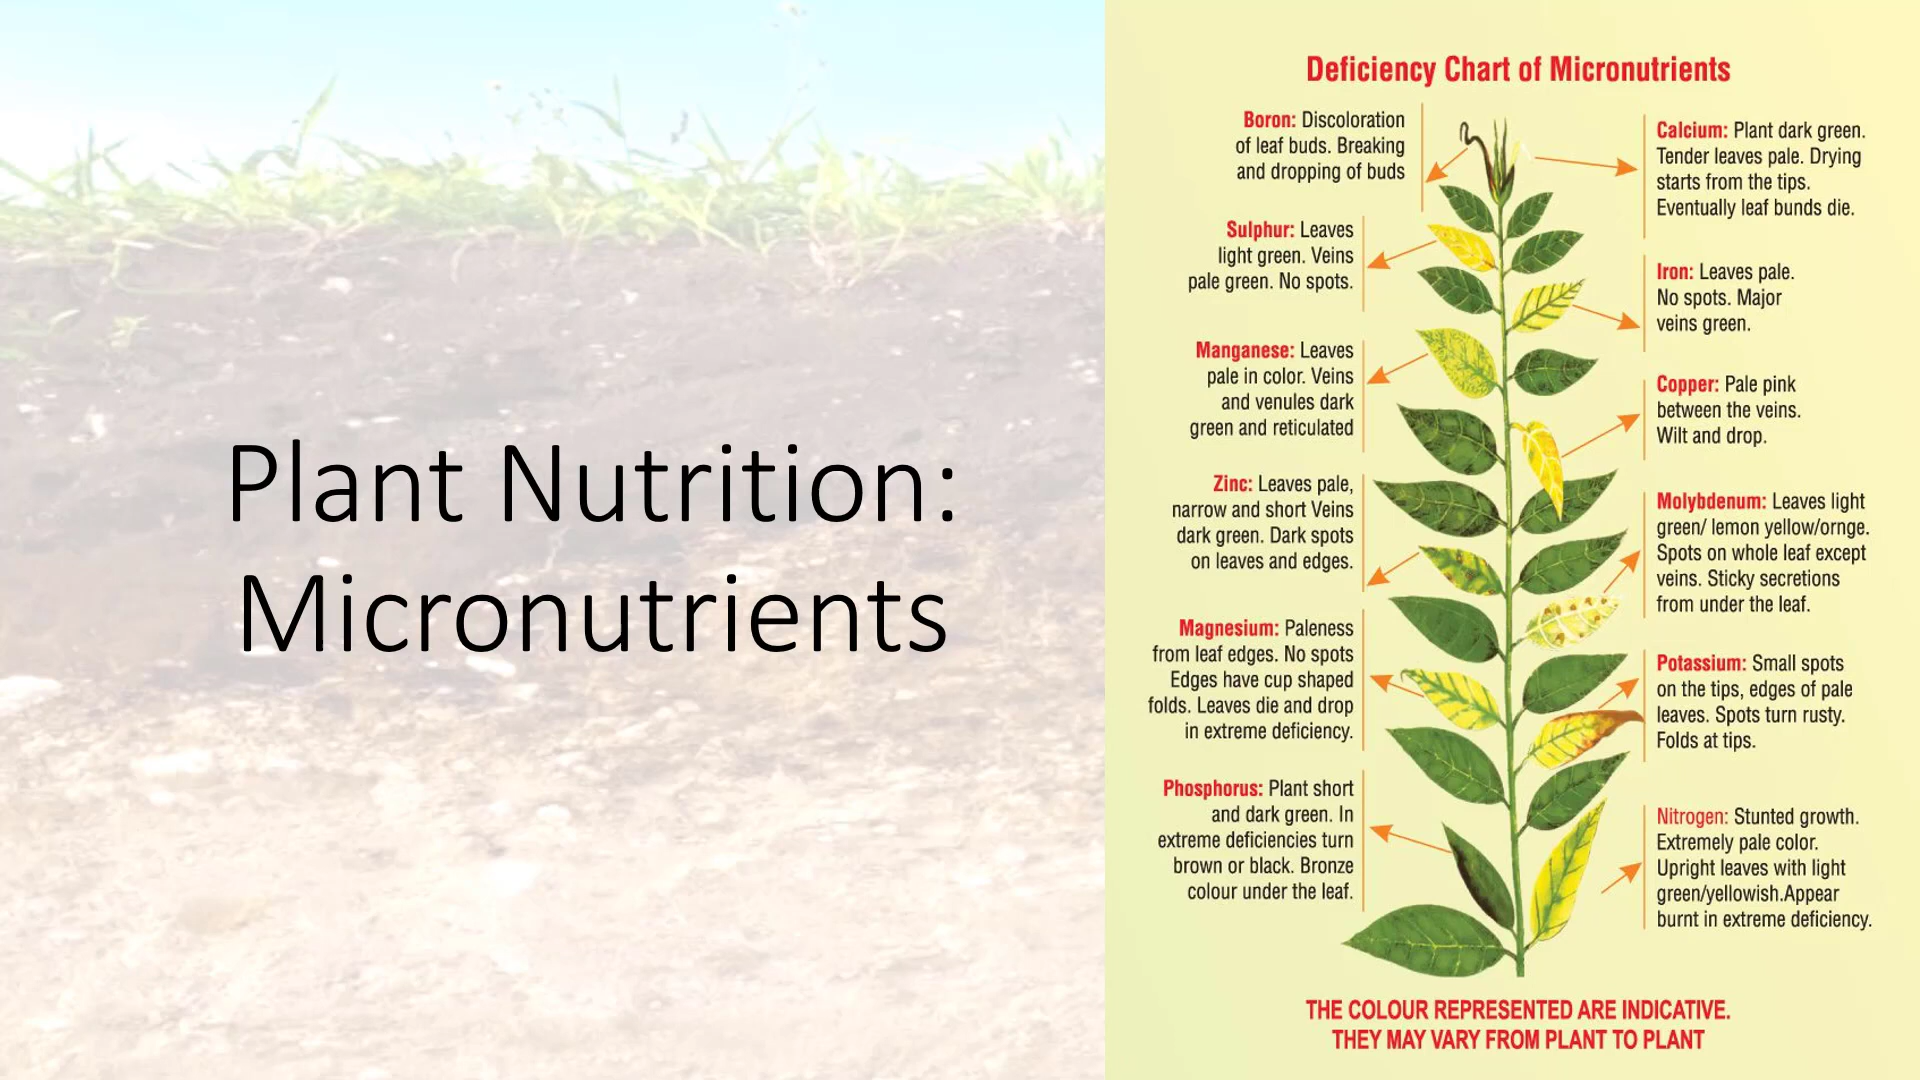 Plant Nutrition:
Micronutrients
Deficiency Chart of Micronutrients
Boron: Discoloration
of leaf buds. Breaking
and dropping of buds
Sulphur: Leaves
light green. Veins
pale green. No spots.
Manganese: Leaves
pale in color. Veins
and venules dark
green and reticulated
Zinc: Leaves pale,
narrow and short Veins
dark green. Dark spots
on leaves and edges.
Magnesium: Paleness
from leaf edges. No spots
Edges have cup shaped
folds. Leaves die and drop
in extreme deficiency.
Phosphorus: Plant short
and dark green. In
extreme deficiencies turn
brown or black. Bronze
colour under the leaf.
Calcium: Plant dark green.
Tender leaves pale. Drying
starts from the tips.
Eventually leaf bunds die.
Iron: Leaves pale.
No spots. Major
veins green.
Copper: Pale pink
between the veins.
Wilt and drop.
Molybdenum: Leaves light
green/ lemon yellow/ornge.
Spots on whole leaf except
veins. Sticky secretions
from under the leaf.
Potassium: Small spots
on the tips, edges of pale
leaves. Spots turn rusty.
Folds at tips.
Nitrogen: Stunted growth.
Extremely pale color.
Upright leaves with light
green/yellowish.Appear
burnt in extreme deficiency.
THE COLOUR REPRESENTED ARE INDICATIVE.
THEY MAY VARY FROM PLANT TO PLANT